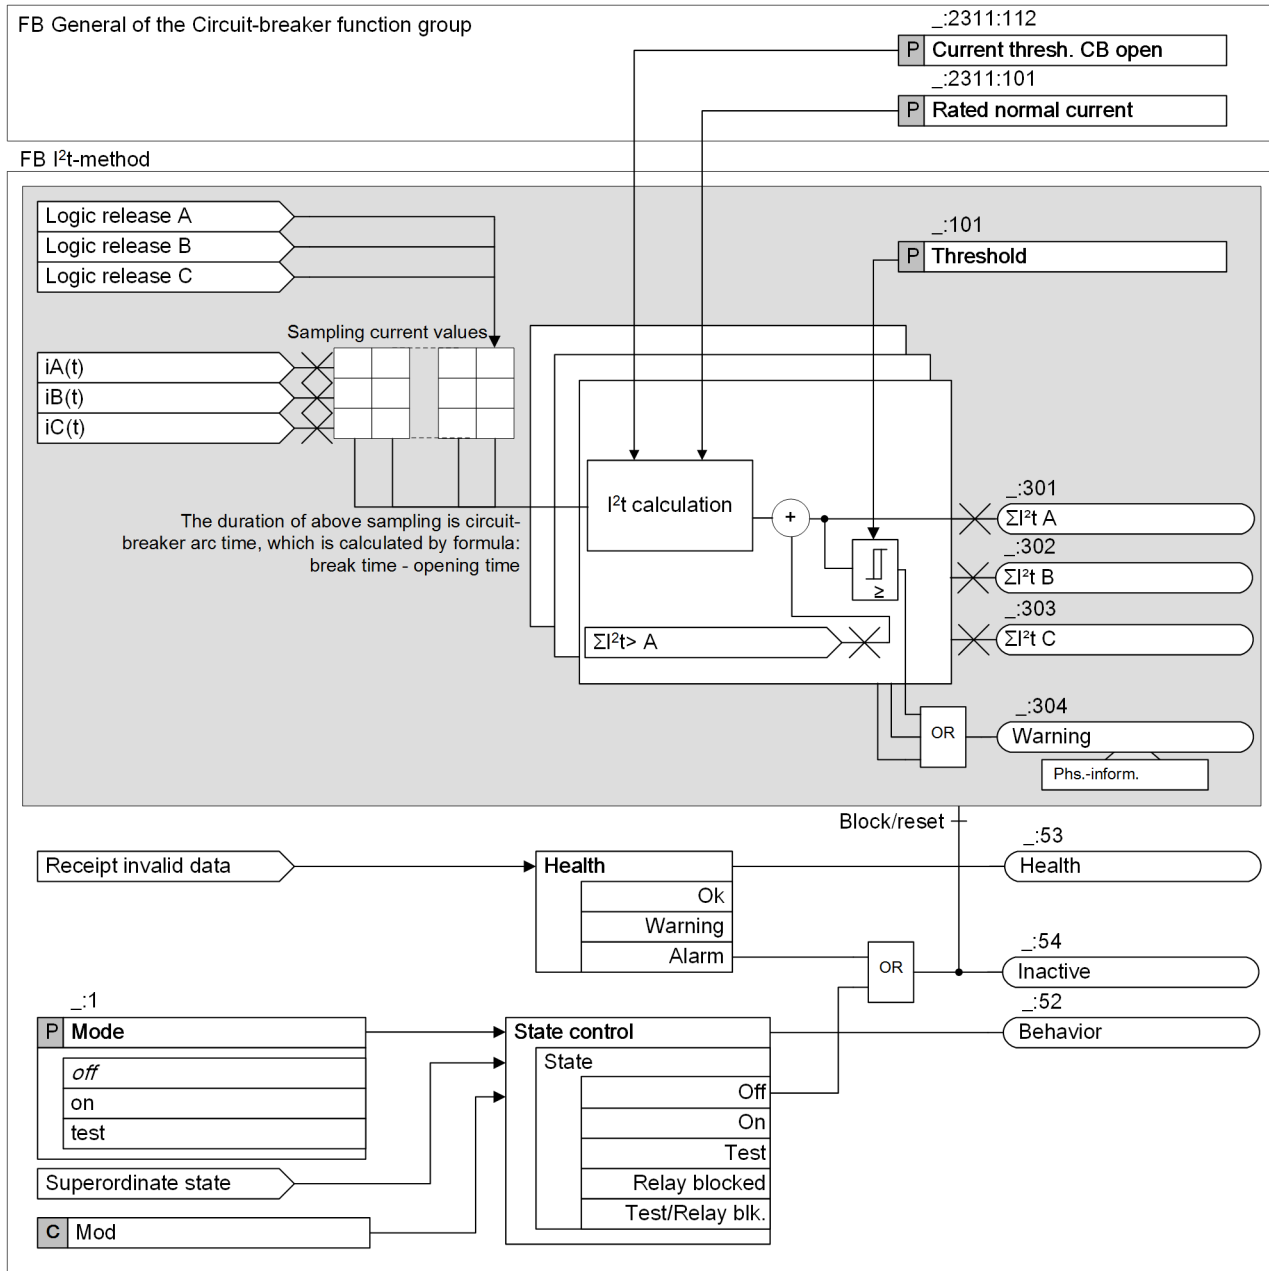 FB General of the Circuit-breaker function group
_:2311:112
P Current thresh. CB open
_:2311:101
P Rated normal current
FB I²t-method
Logic release A
Logic release B
Logic release C
_:101
P Threshold
Sampling current values
iA(t)
iB(t)
iC(t)
I²t calculation
+
≥
The duration of above sampling is circuit-
breaker arc time, which is calculated by formula:
break time - opening time
ΣI²t> A
_:301
ΣI²t A
_:302
ΣI²t B
_:303
ΣI²t C
_:304
OR
Warning
Phs.-inform.
Block/reset
Receipt invalid data
Health
Ok
Warning
Alarm
_:53
Health
OR
_:54
Inactive
_:52
Behavior
_:1
P Mode
off
on
test
Superordinate state
C Mod
State control
State
Off
On
Test
Relay blocked
Test/Relay blk.